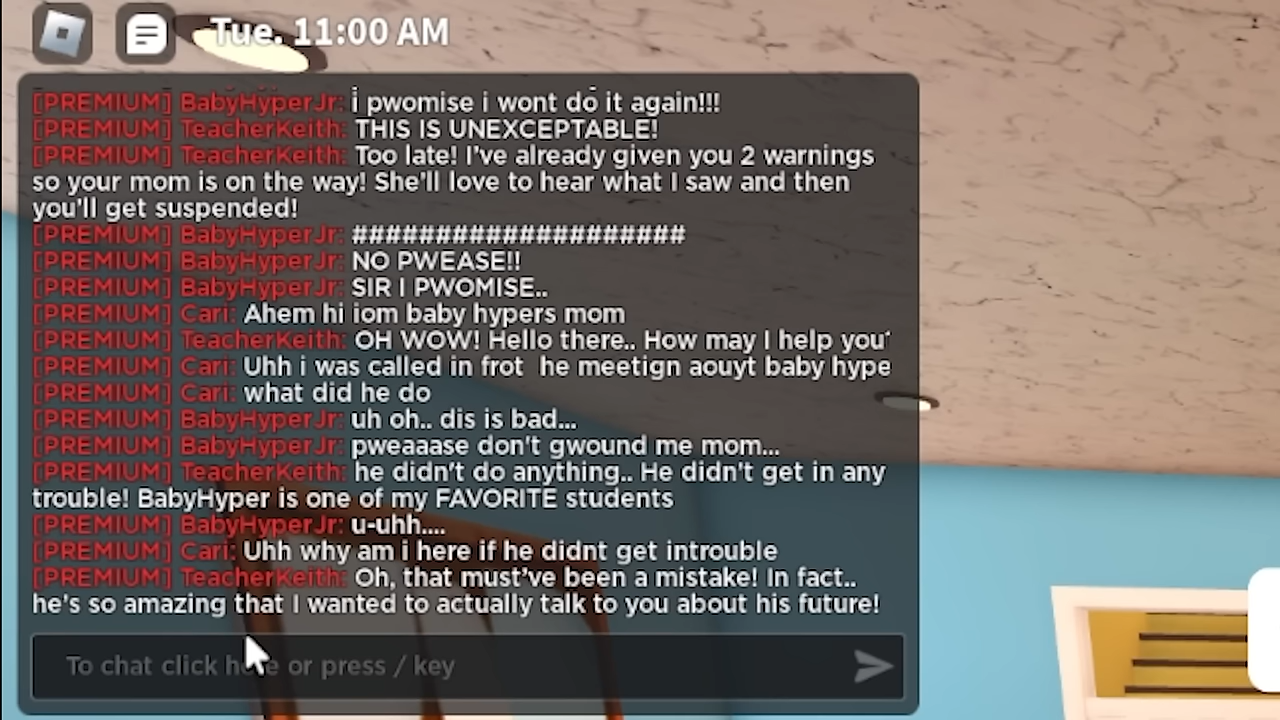 Tue. 11:00 AM
[PREMIUM] BabyHyperJr: i pwomise i wont do it again!!!
[PREMIUM] TeacherKeith: THIS IS UNEXCEPTABLE!
[PREMIUM] TeacherKeith: Too late! I've already given you 2 warnings
so your mom is on the way! She'll love to hear what I saw and then
you'll get suspended!
[PREMIUM] BabyHyperJr: ####################
[PREMIUM] BabyHyperJr: NO PWEASE!!
[PREMIUM] BabyHyperJr: SIR I PWOMISE..
[PREMIUM] Cari: Ahem hi iom baby hypers mom
[PREMIUM] TeacherKeith: OH WOW! Hello there.. How may I help you
[PREMIUM] Cari: Uhh i was called in frot he meetign aouyt baby hype
[PREMIUM] Cari: what did he do
[PREMIUM] BabyHyperJr: uh oh.. dis is bad...
[PREMIUM] BabyHyperJr: pweaaase don't gwound me mom...
[PREMIUM] TeacherKeith: he didn't do anything.. He didn't get in any
trouble! BabyHyper is one of my FAVORITE students
[PREMIUM] BabyHyperJr: u-uhh....
[PREMIUM] Cari: Uhh why am i here if he didnt get introuble
[PREMIUM] TeacherKeith: Oh, that must've been a mistake! In fact..
he's so amazing that I wanted to actually talk to you about his future!
To chat click here or press / key